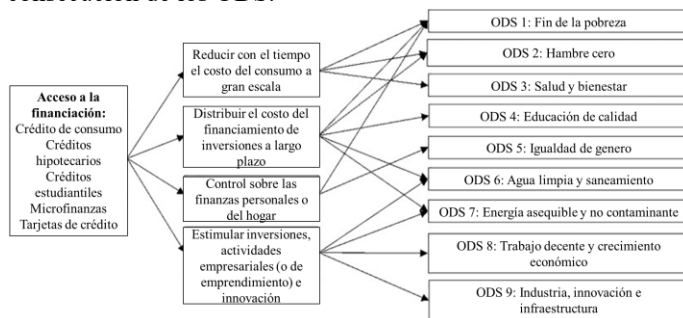 Acceso a la
financiación:
Crédito de consumo
Créditos
hipotecarios
Créditos
estudiantiles
Microfinanzas
Tarjetas de crédito
Reducir con el tiempo
el costo del consumo a
gran escala
Distribuir el costo del
financiamiento de
inversiones a largo
plazo
Control sobre las
finanzas personales o
del hogar
Estimular inversiones,
actividades
empresariales (o de
emprendimiento) e
innovación
ODS 1: Fin de la pobreza
ODS 2: Hambre cero
ODS 3: Salud y bienestar
ODS 4: Educación de calidad
ODS 5: Igualdad de genero
ODS 6: Agua limpia y saneamiento
ODS 7: Energía asequible y no contaminante
ODS 8: Trabajo decente y crecimiento
económico
ODS 9: Industria, innovación e
infraestructura